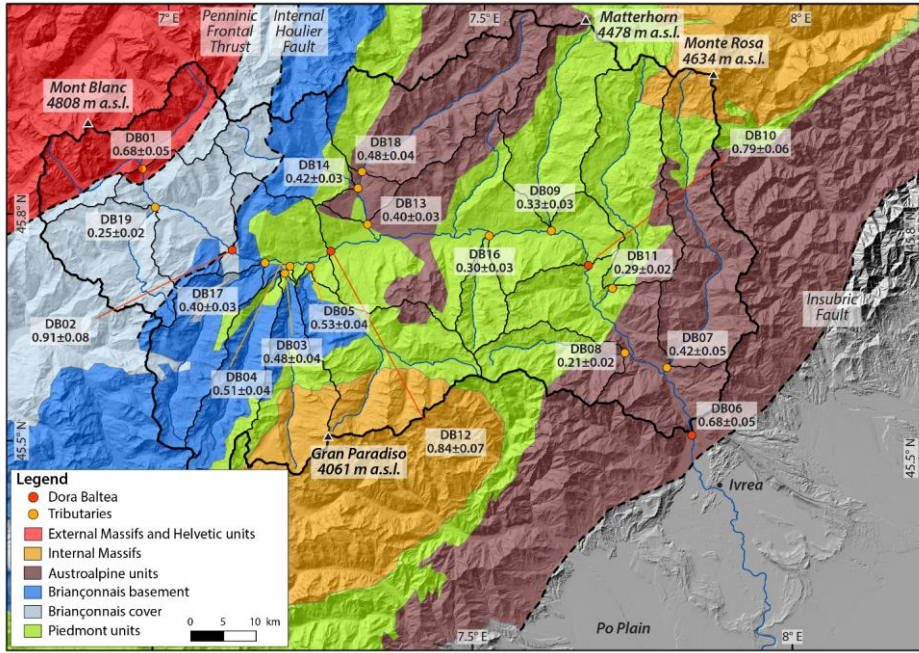 7° E
Penninic
Frontal
Thrust
Internal
Houlier
Fault
7.5° E
Matterhorn
4478 m a.s.l.
8° E
Monte Rosa
4634 m a.s.l.
Mont Blanc
4808 m a.s.l.
DB01
0.68±0.05
DB18
0.48±0.04
DB14
0.42±0.03
DB10
0.79±0.06
DB09
0.33±0.03
DB13
0.40±0.03
DB19
0.25±0.02
45.8° N
45.8° N
DB16
0.30±0.03
DB11
0.29±0.02
DB17
0.40±0.03
DB05
0.53±0.04
DB02
0.91±0.08
DB03
0.48±0.04
DB04
0.51±0.04
Insubric
Fault
DB08
0.21±0.02
DB07
0.42±0.05
DB06
0.68±0.05
DB12
0.84±0.07
Gran Paradiso
4061 m a.s.l.
45.5° N
45.5° N
Ivrea
Legend
Dora Baltea
Tributaries
External Massifs and Helvetic units
Internal Massifs
Austroalpine units
Briançonnais basement
Briançonnais cover
Piedmont units
0 10 km
Po Plain
7.5° E
8° E